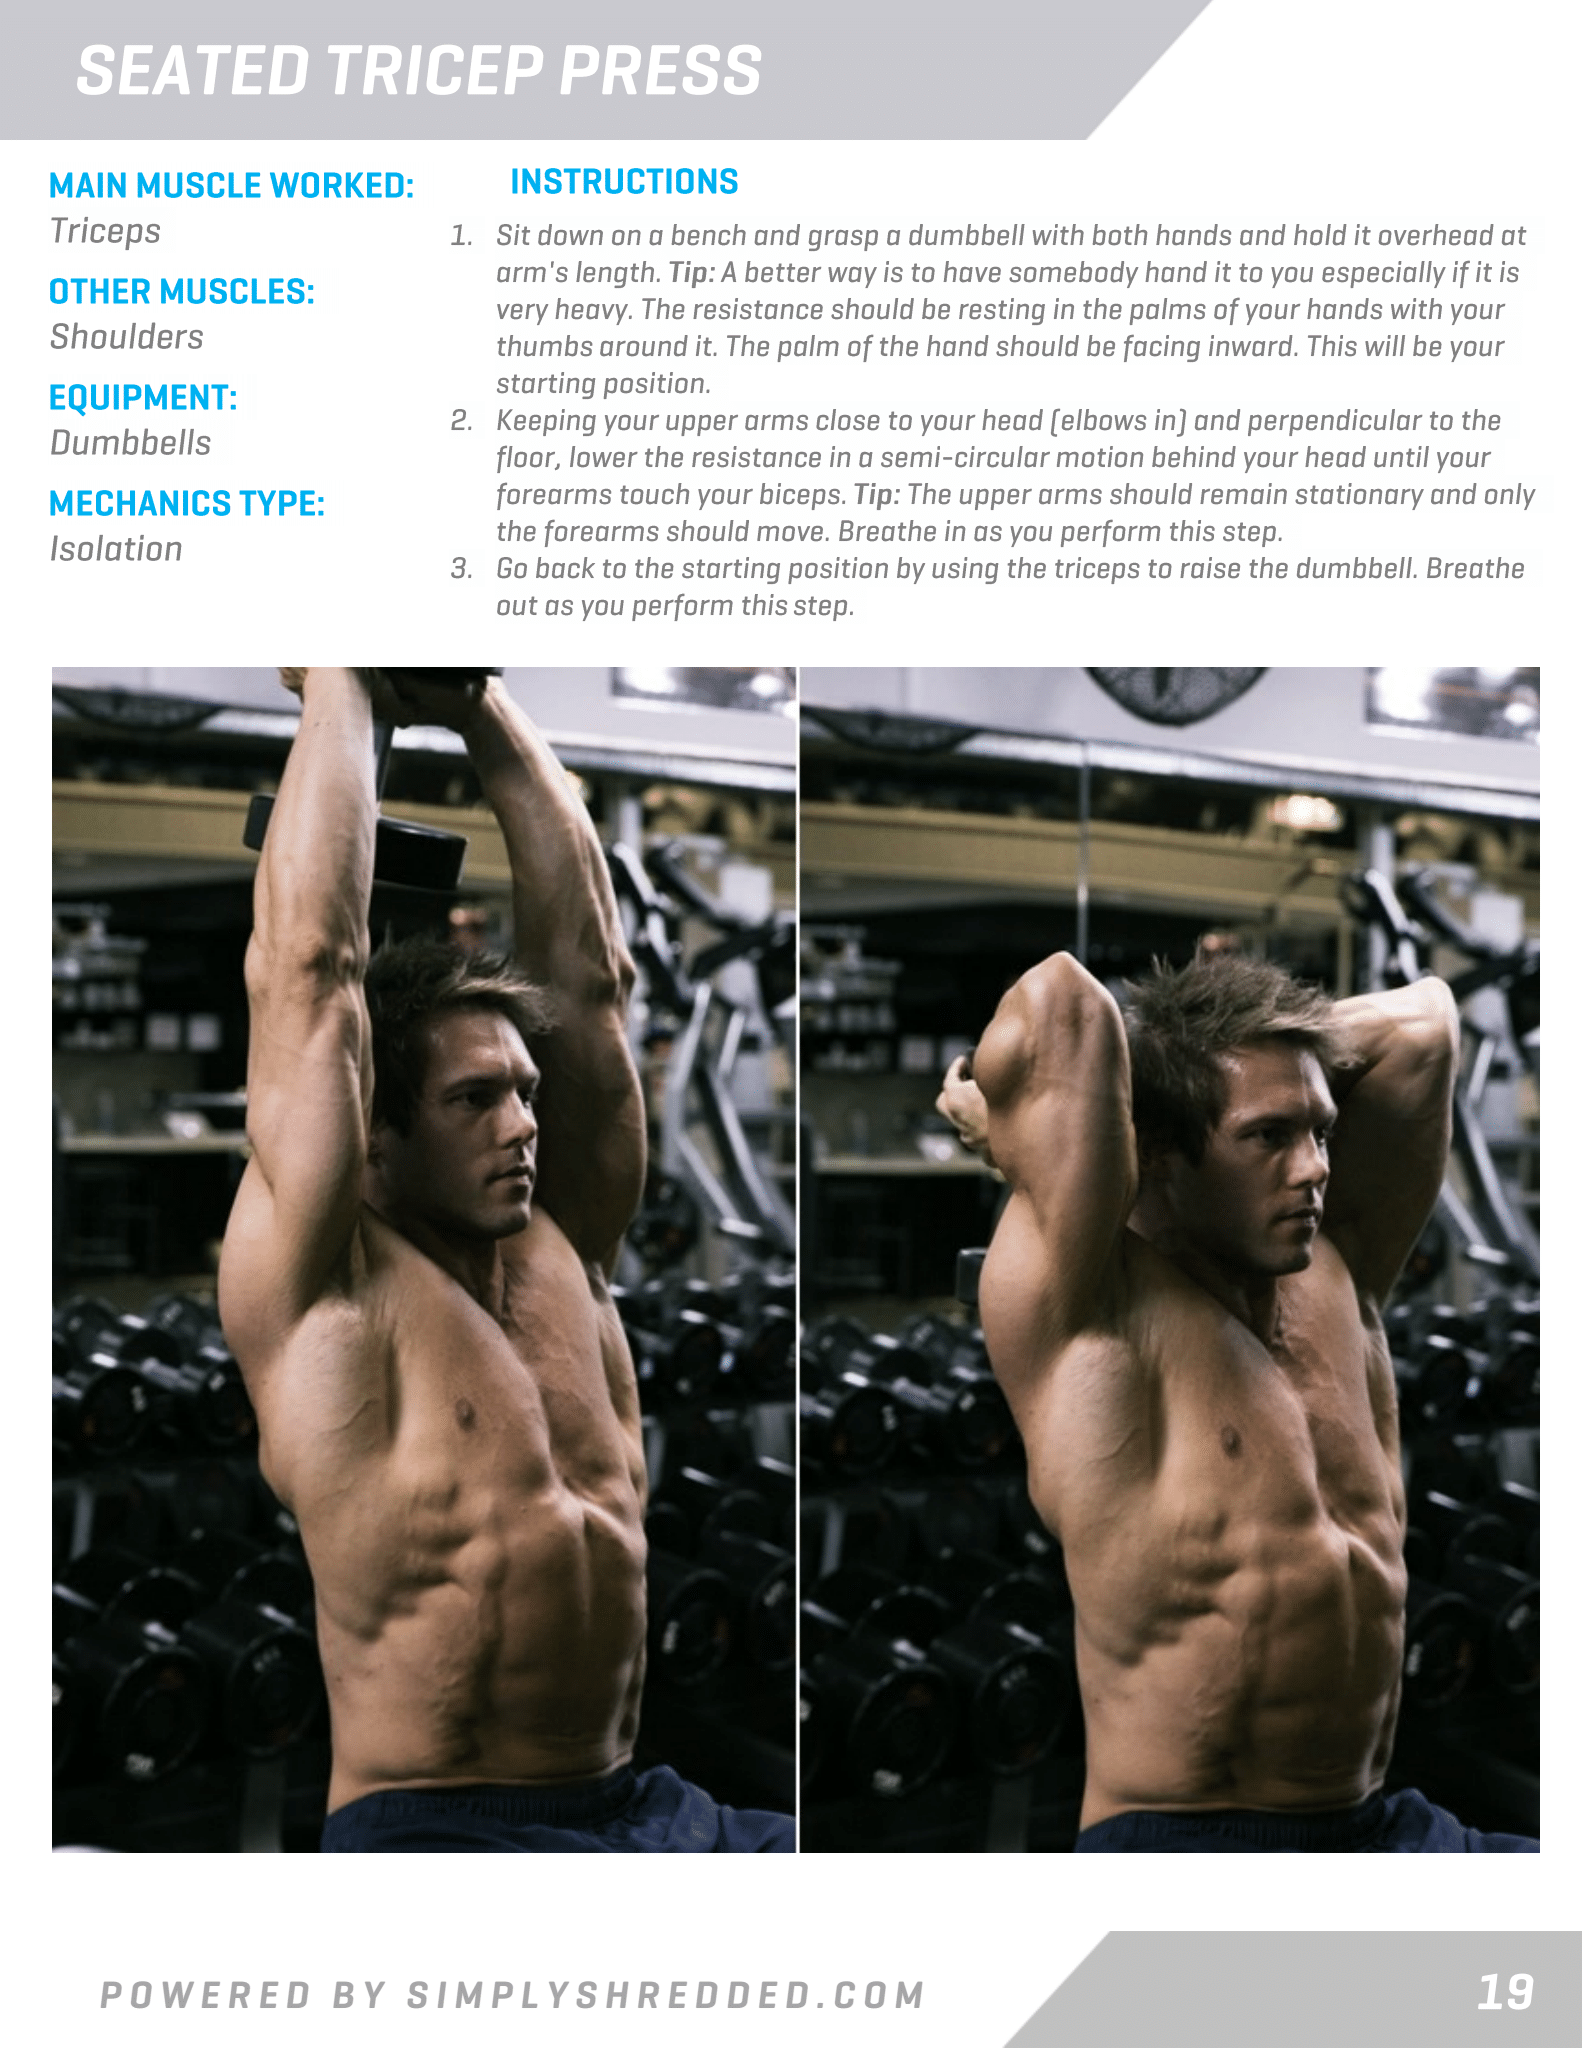 SEATED TRICEP PRESS
MAIN MUSCLE WORKED:
Triceps
OTHER MUSCLES:
Shoulders
EQUIPMENT:
Dumbbells
MECHANICS TYPE:
Isolation
INSTRUCTIONS
1. Sit down on a bench and grasp a dumbbell with both hands and hold it overhead at
arm's length. Tip: A better way is to have somebody hand it to you especially if it is
very heavy. The resistance should be resting in the palms of your hands with your
thumbs around it. The palm of the hand should be facing inward. This will be your
starting position.
2. Keeping your upper arms close to your head (elbows in) and perpendicular to the
floor, lower the resistance in a semi-circular motion behind your head until your
forearms touch your biceps. Tip: The upper arms should remain stationary and only
the forearms should move. Breathe in as you perform this step.
3. Go back to the starting position by using the triceps to raise the dumbbell. Breathe
out as you perform this step.
POWERED BY SIMPLYSHREDDED.COM
19